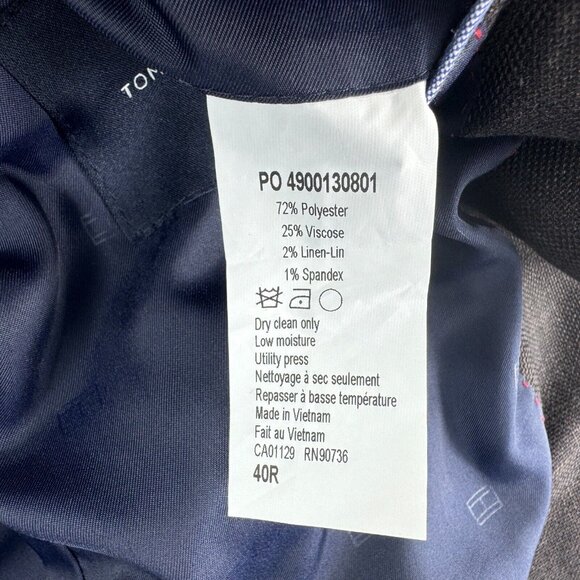 PO 4900130801
72% Polyester
25% Viscose
2% Linen-Lin
1% Spandex
Dry clean only
Low moisture
Utility press
Nettoyage à sec seulement
Repasser à basse température
Made in Vietnam
Fait au Vietnam
CA01129 RN90736
40R